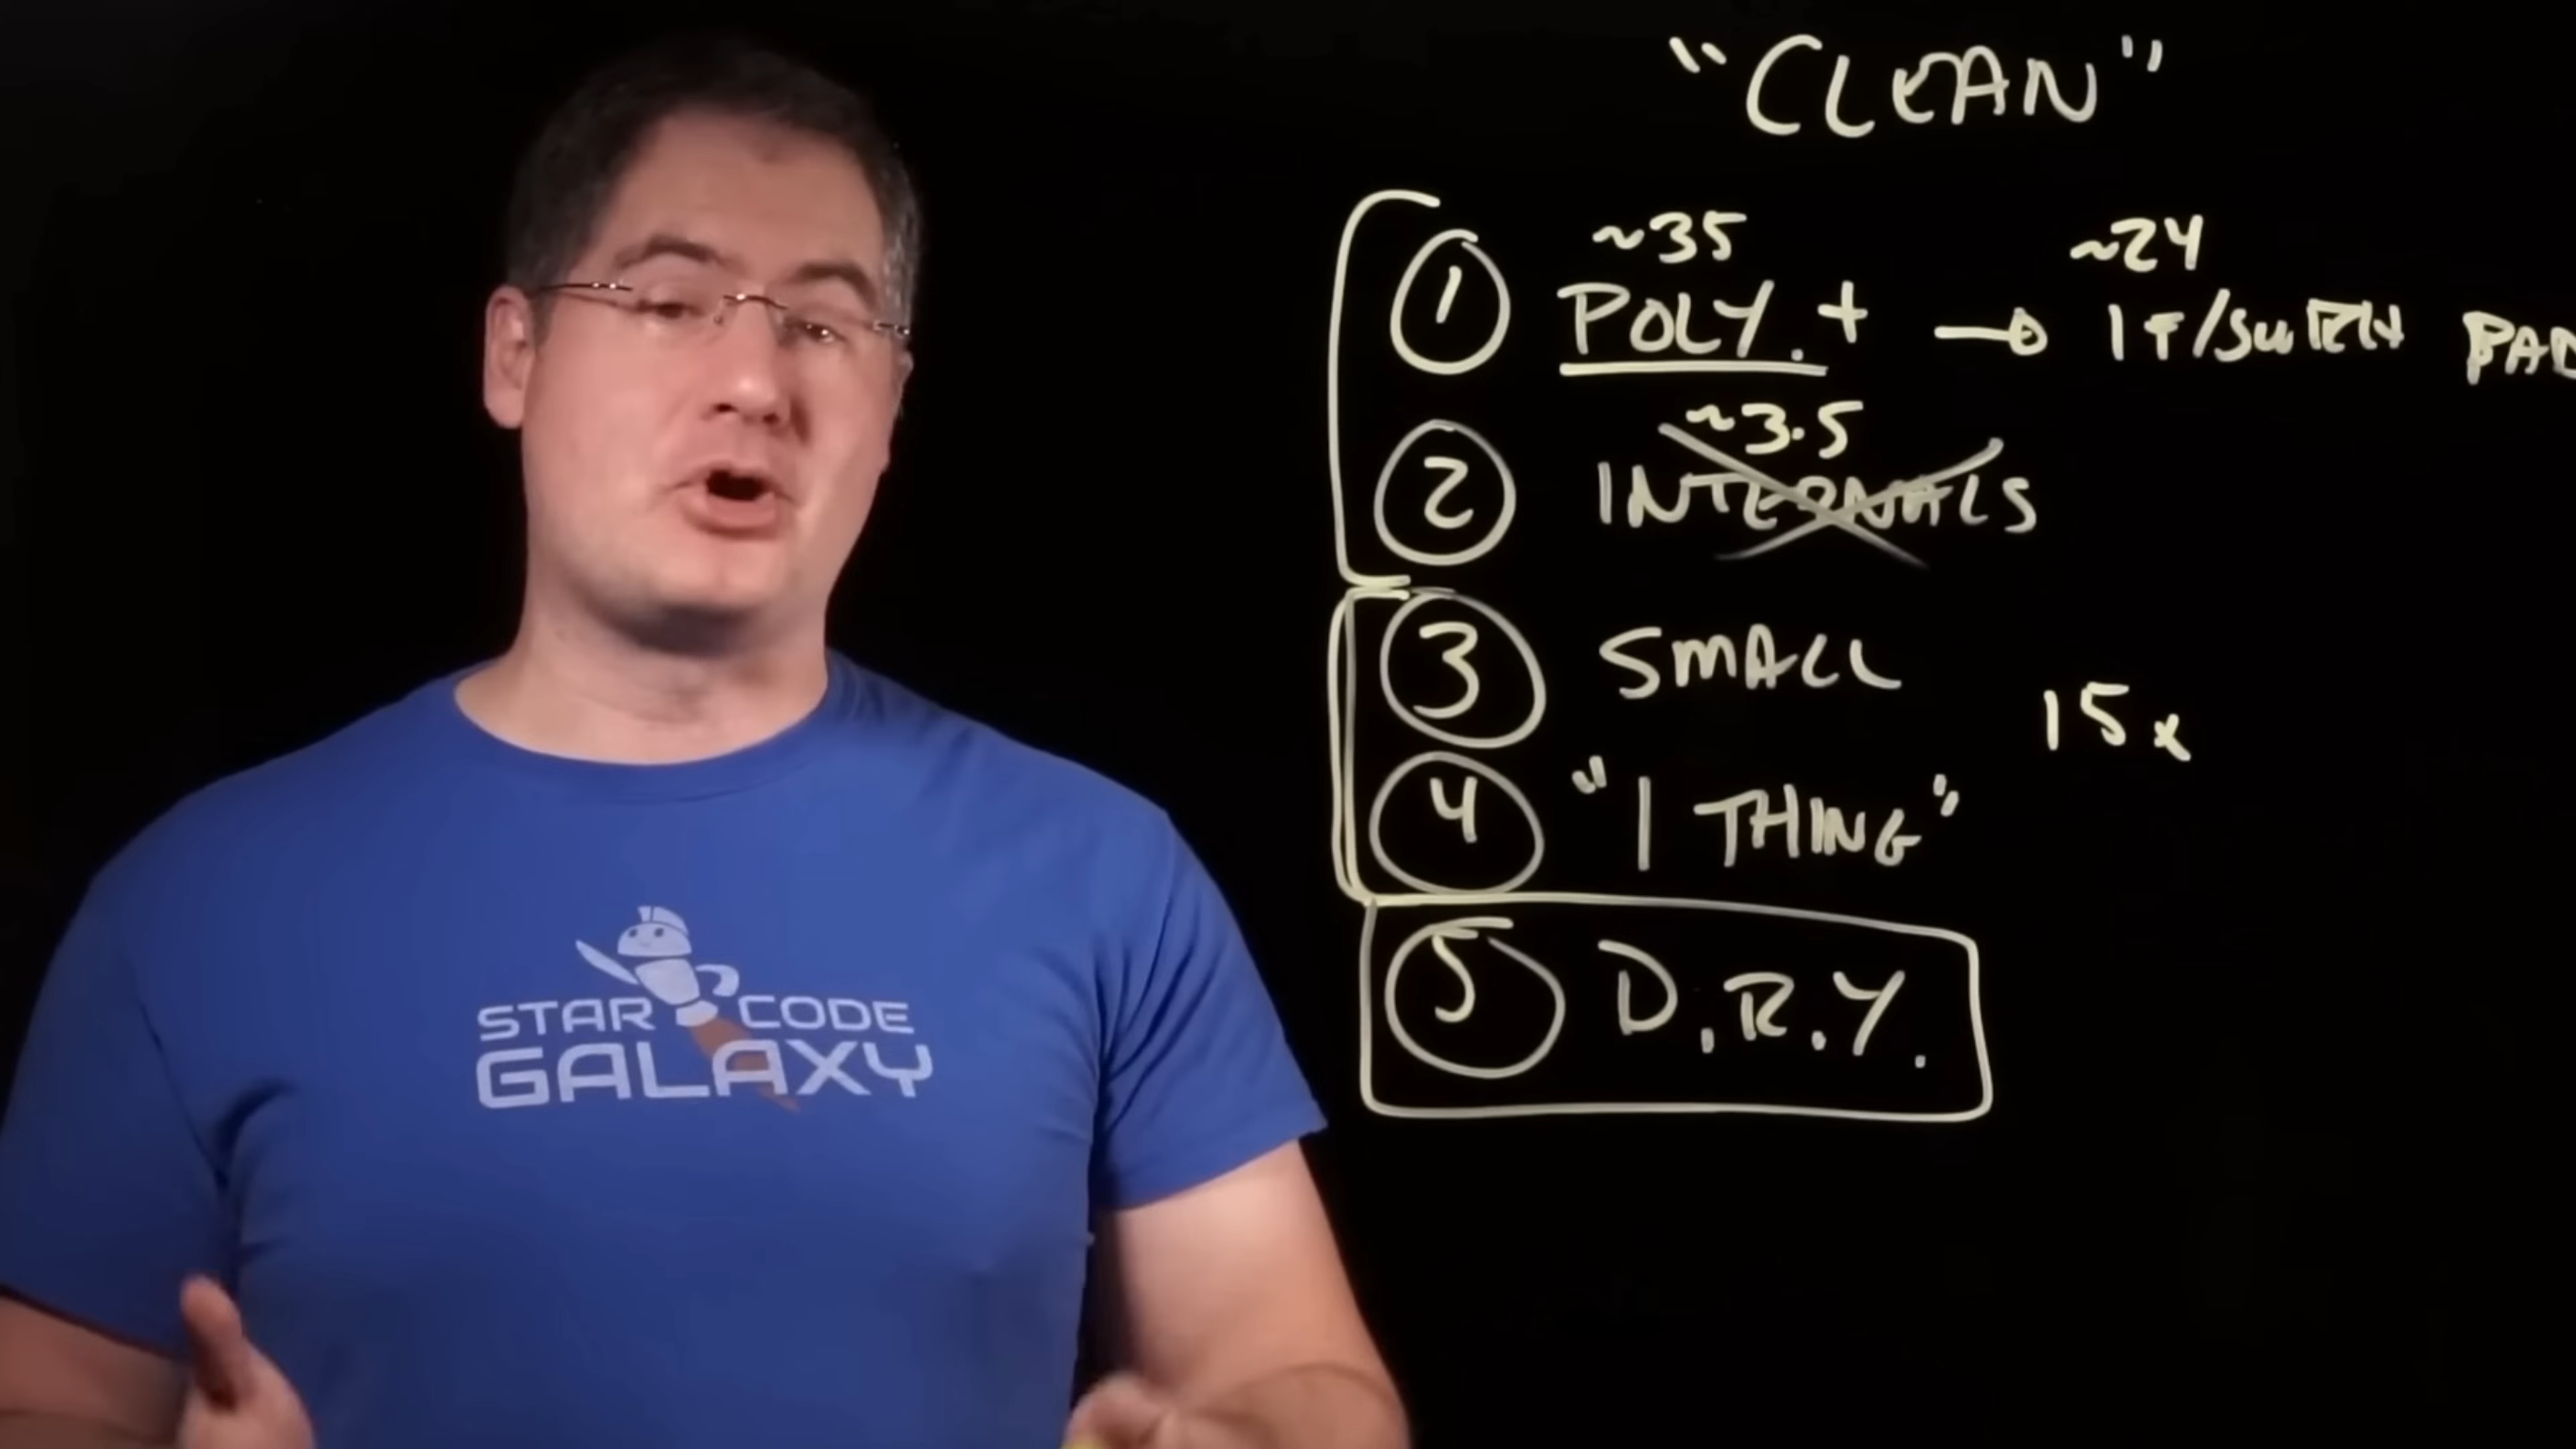 "CLEAN"
~35 ~24
1 POLY. + → IF/SWITCH BAD
~3.5
2 INTERNALS
3 SMALL
15x
4 "1 THING"
5 D.R.Y.
STAR CODE
GALAXY